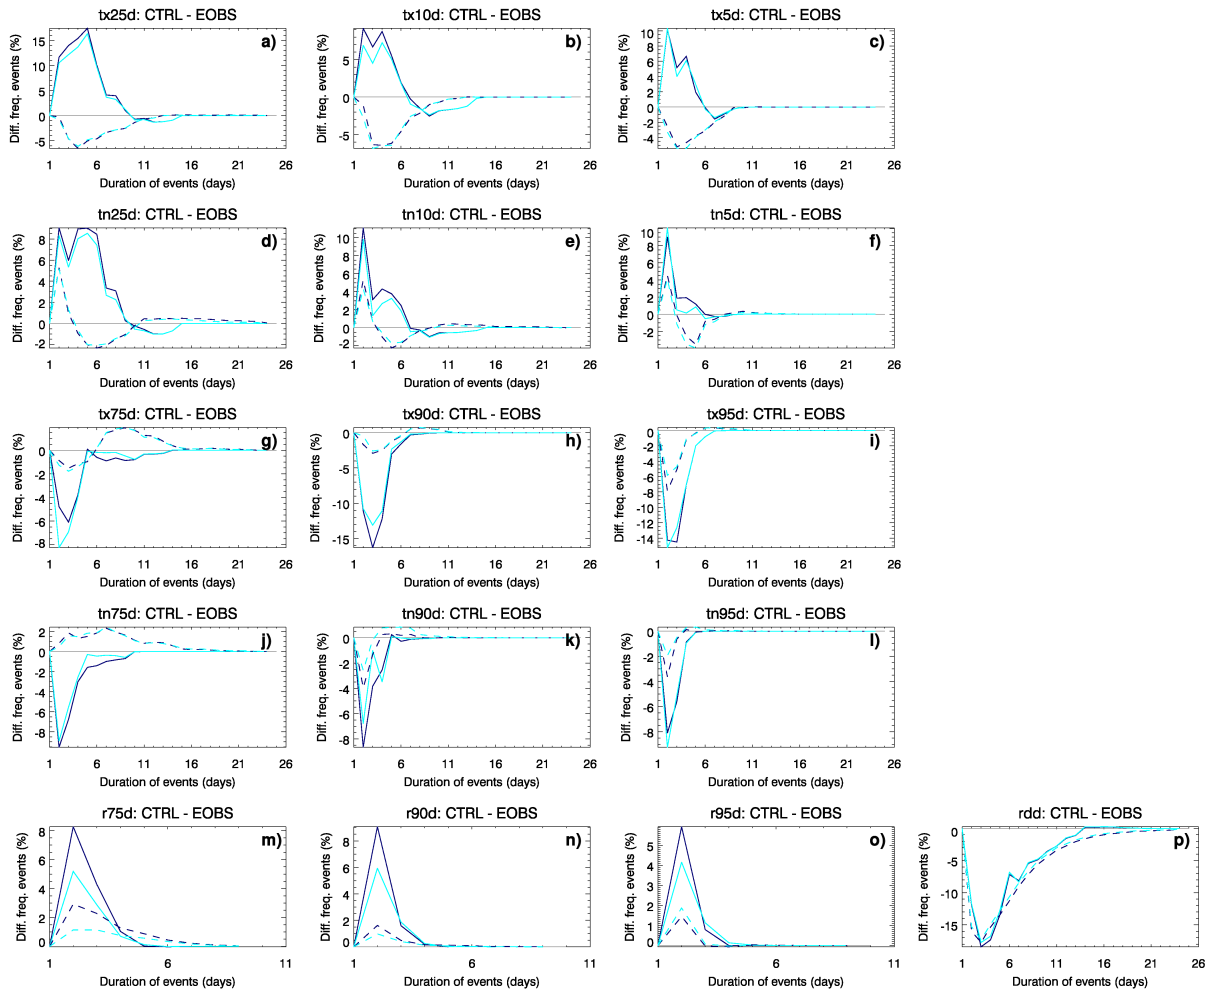 tx25d: CTRL - EOBS
tx10d: CTRL - EOBS
tx5d: CTRL - EOBS
Diff. freq. events (%)
15
10
5
0
-5
a)
1 6 11 16 21 26
Duration of events (days)
Diff. freq. events (%)
5
0
-5
b)
1 6 11 16 21 26
Duration of events (days)
Diff. freq. events (%)
10
8
6
4
2
0
-2
-4
c)
1 6 11 16 21 26
Duration of events (days)
tn25d: CTRL - EOBS
tn10d: CTRL - EOBS
tn5d: CTRL - EOBS
Diff. freq. events (%)
8
6
4
2
0
-2
d)
1 6 11 16 21 26
Duration of events (days)
Diff. freq. events (%)
10
8
6
4
2
0
-2
e)
1 6 11 16 21 26
Duration of events (days)
Diff. freq. events (%)
10
8
6
4
2
0
-2
f)
1 6 11 16 21 26
Duration of events (days)
tx75d: CTRL - EOBS
tx90d: CTRL - EOBS
tx95d: CTRL - EOBS
Diff. freq. events (%)
0
-2
-4
-6
-8
g)
1 6 11 16 21 26
Duration of events (days)
Diff. freq. events (%)
0
-5
-10
-15
h)
1 6 11 16 21 26
Duration of events (days)
Diff. freq. events (%)
0
-2
-4
-6
-8
-10
-12
-14
i)
1 6 11 16 21 26
Duration of events (days)
tn75d: CTRL - EOBS
tn90d: CTRL - EOBS
tn95d: CTRL - EOBS
Diff. freq. events (%)
2
0
-2
-4
-6
-8
j)
1 6 11 16 21 26
Duration of events (days)
Diff. freq. events (%)
0
-2
-4
-6
-8
k)
1 6 11 16 21 26
Duration of events (days)
Diff. freq. events (%)
0
-2
-4
-6
-8
l)
1 6 11 16 21 26
Duration of events (days)
r75d: CTRL - EOBS
r90d: CTRL - EOBS
r95d: CTRL - EOBS
rdd: CTRL - EOBS
Diff. freq. events (%)
8
6
4
2
0
m)
1 6 11
Duration of events (days)
Diff. freq. events (%)
8
6
4
2
0
n)
1 6 11
Duration of events (days)
Diff. freq. events (%)
5
4
3
2
1
0
o)
1 6 11
Duration of events (days)
Diff. freq. events (%)
0
-5
-10
-15
p)
1 6 11 16 21 26
Duration of events (days)